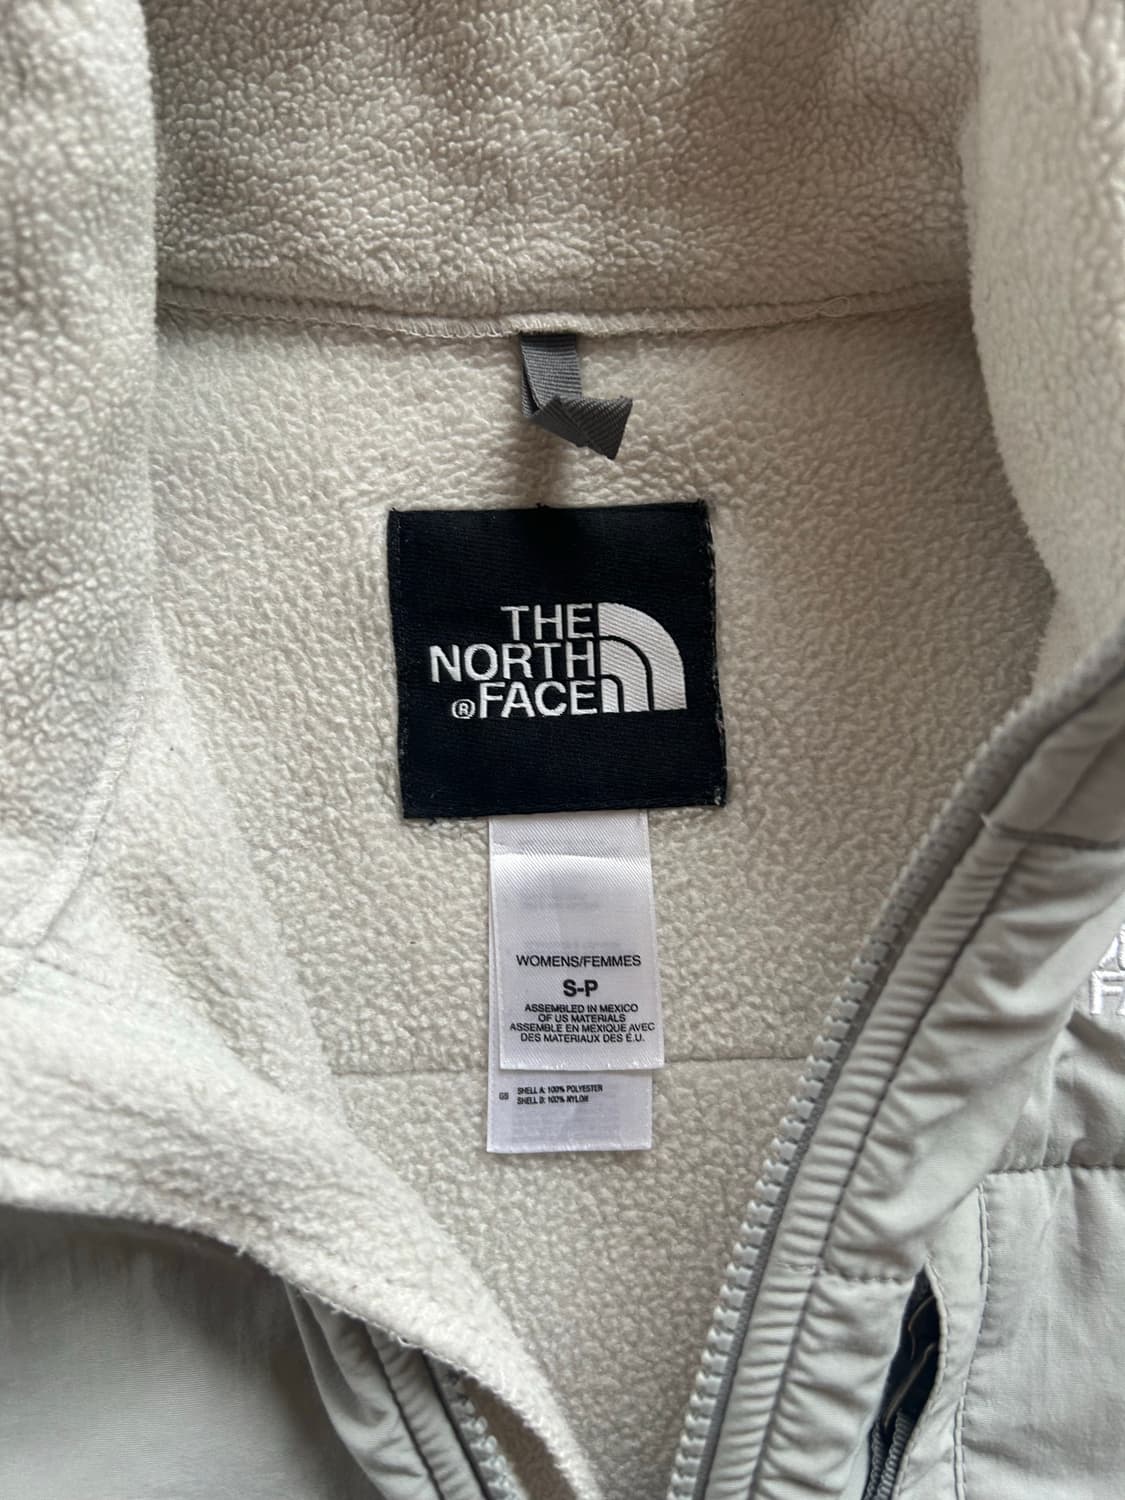 THE
NORTH
®FACE
WOMENS/FEMMES
S-P
ASSEMBLED IN MEXICO
OF US MATERIALS
ASSEMBLE EN MEXIQUE AVEC
DES MATERIAUX DES É.U.
GS
SHELL A: 100% POLYESTER
SHELL B: 100% NYLON